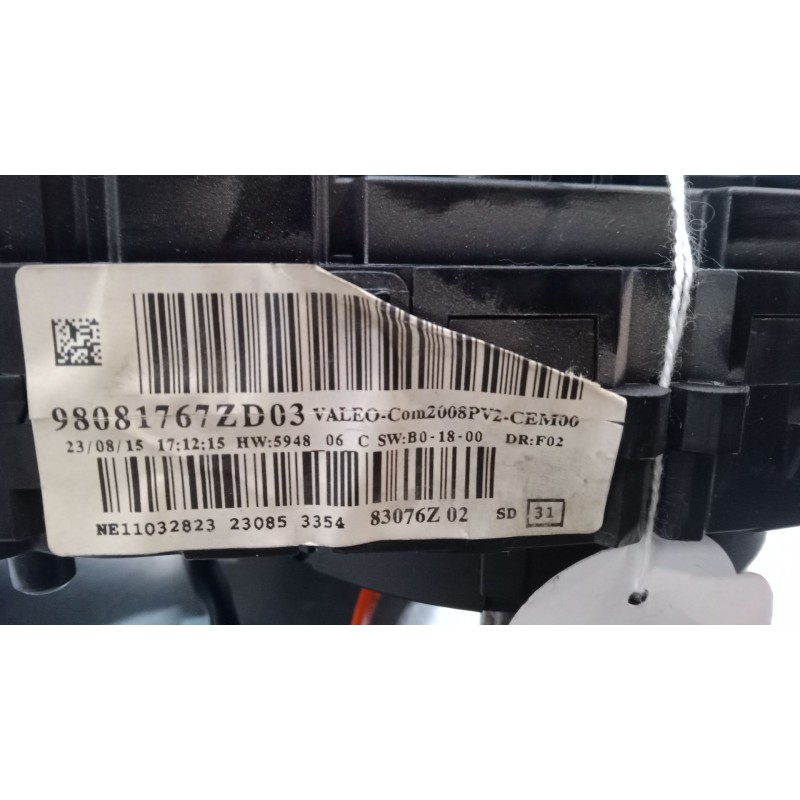 98081767ZD03 VALEO-Com2008PV2-CEM00
23/08/15 17;12;15 HW:5948 06 C SW:B0-18-00 DR:F02
NE11032823 23085 3354 83076Z 02 SD 31